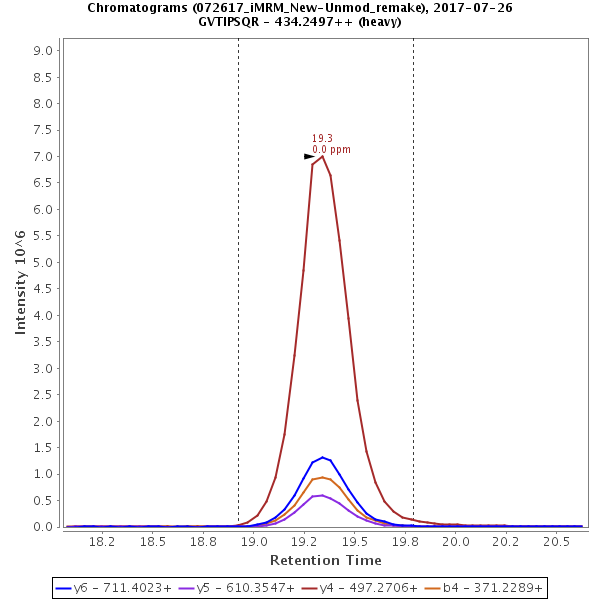 Chromatograms (072617_iMRM_New-Unmod_remake), 2017-07-26
GVTIPSQR - 434.2497++ (heavy)
9.0
8.5
8.0
7.5
7.0
6.5
6.0
5.5
5.0
4.5
4.0
3.5
3.0
2.5
2.0
1.5
1.0
0.5
0.0
Intensity 10^6
19.3
0.0 ppm
18.2 18.5 18.8 19.0 19.2 19.5 19.8 20.0 20.2 20.5
Retention Time
y6 - 711.4023+ y5 - 610.3547+ y4 - 497.2706+ b4 - 371.2289+